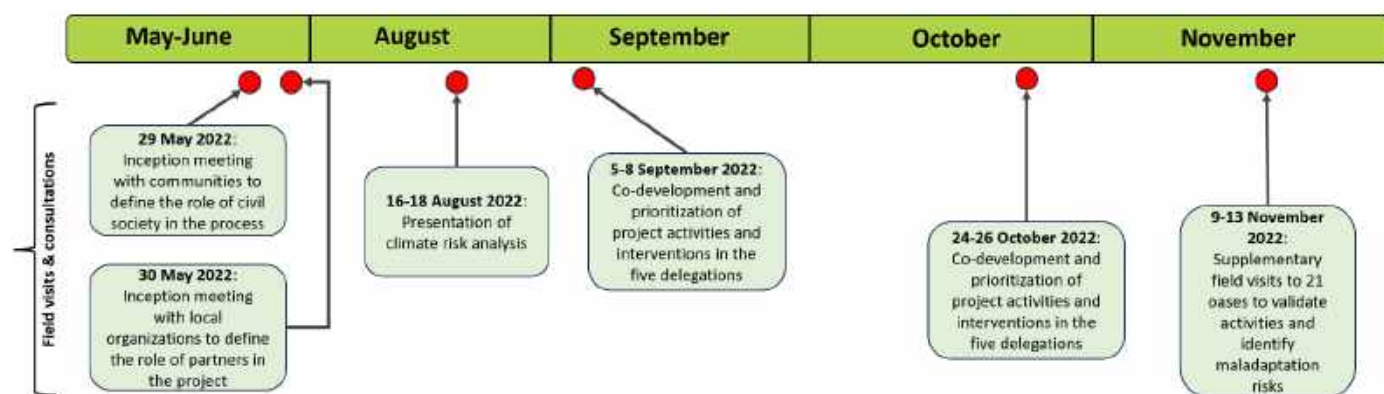 May-June
August
September
October
November
Field visits & consultations
29 May 2022:
Inception meeting
with communities to
define the role of civil
society in the process
30 May 2022:
Inception meeting
with local
organizations to define
the role of partners in
the project
16-18 August 2022:
Presentation of
climate risk analysis
5-8 September 2022:
Co-development and
prioritization of
project activities and
interventions in the
five delegations
24-26 October 2022:
Co-development and
prioritization of
project activities and
interventions in the
five delegations
9-13 November
2022:
Supplementary
field visits to 21
oases to validate
activities and
identify
maladaptation
risks